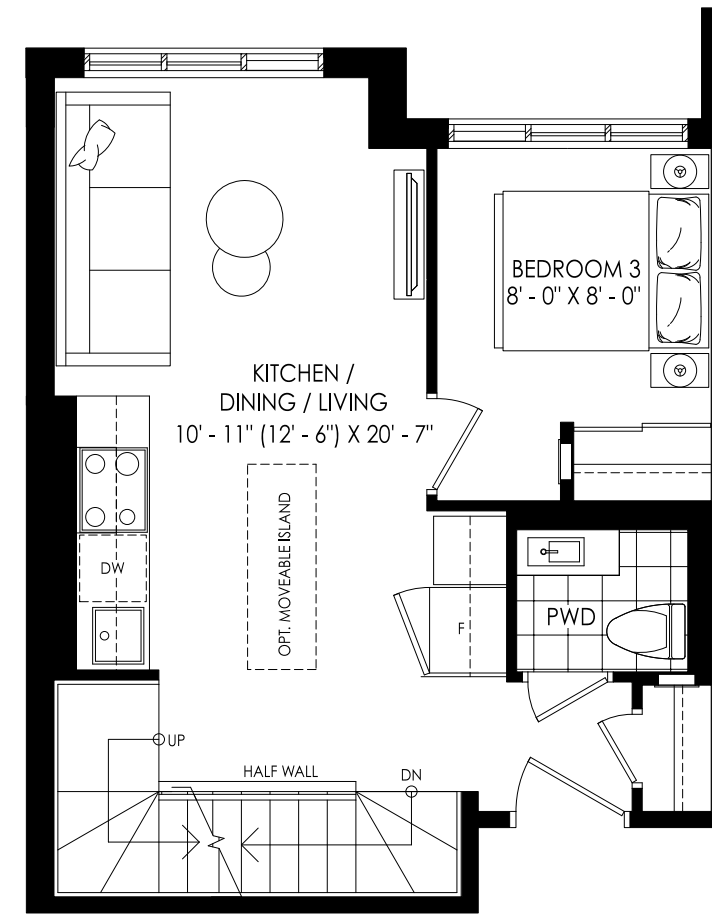 BEDROOM 3
8' - 0" X 8' - 0"
KITCHEN /
DINING / LIVING
10' - 11" (12' - 6") X 20' - 7"
OPT. MOVEABLE ISLAND
DW
F
PWD
UP
HALF WALL
DN